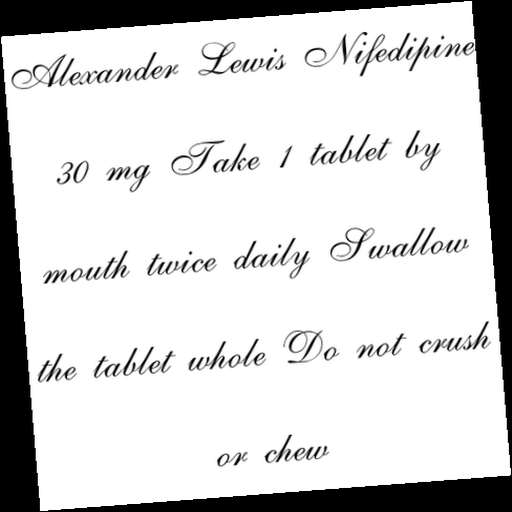 Alexander Lewis Nifedipine
30 mg Take 1 tablet by
mouth twice daily Swallow
the tablet whole Do not crush
or chew